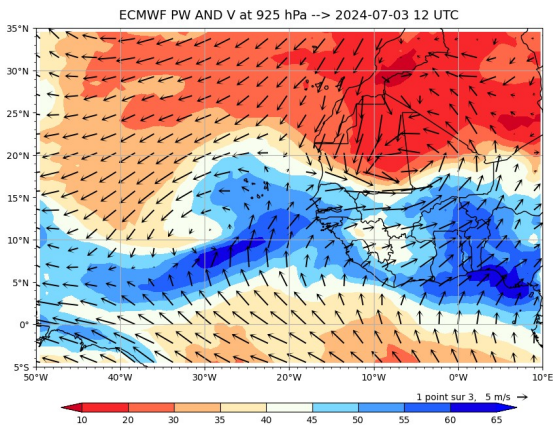 ECMWF PW AND V at 925 hPa --> 2024-07-03 12 UTC
35°N
30°N
25°N
20°N
15°N
10°N
5°N
0°
5°S
50°W 40°W 30°W 20°W 10°W 0°W 10°E
1 point sur 3, 5 m/s
10 20 30 35 40 45 50 55 60 65